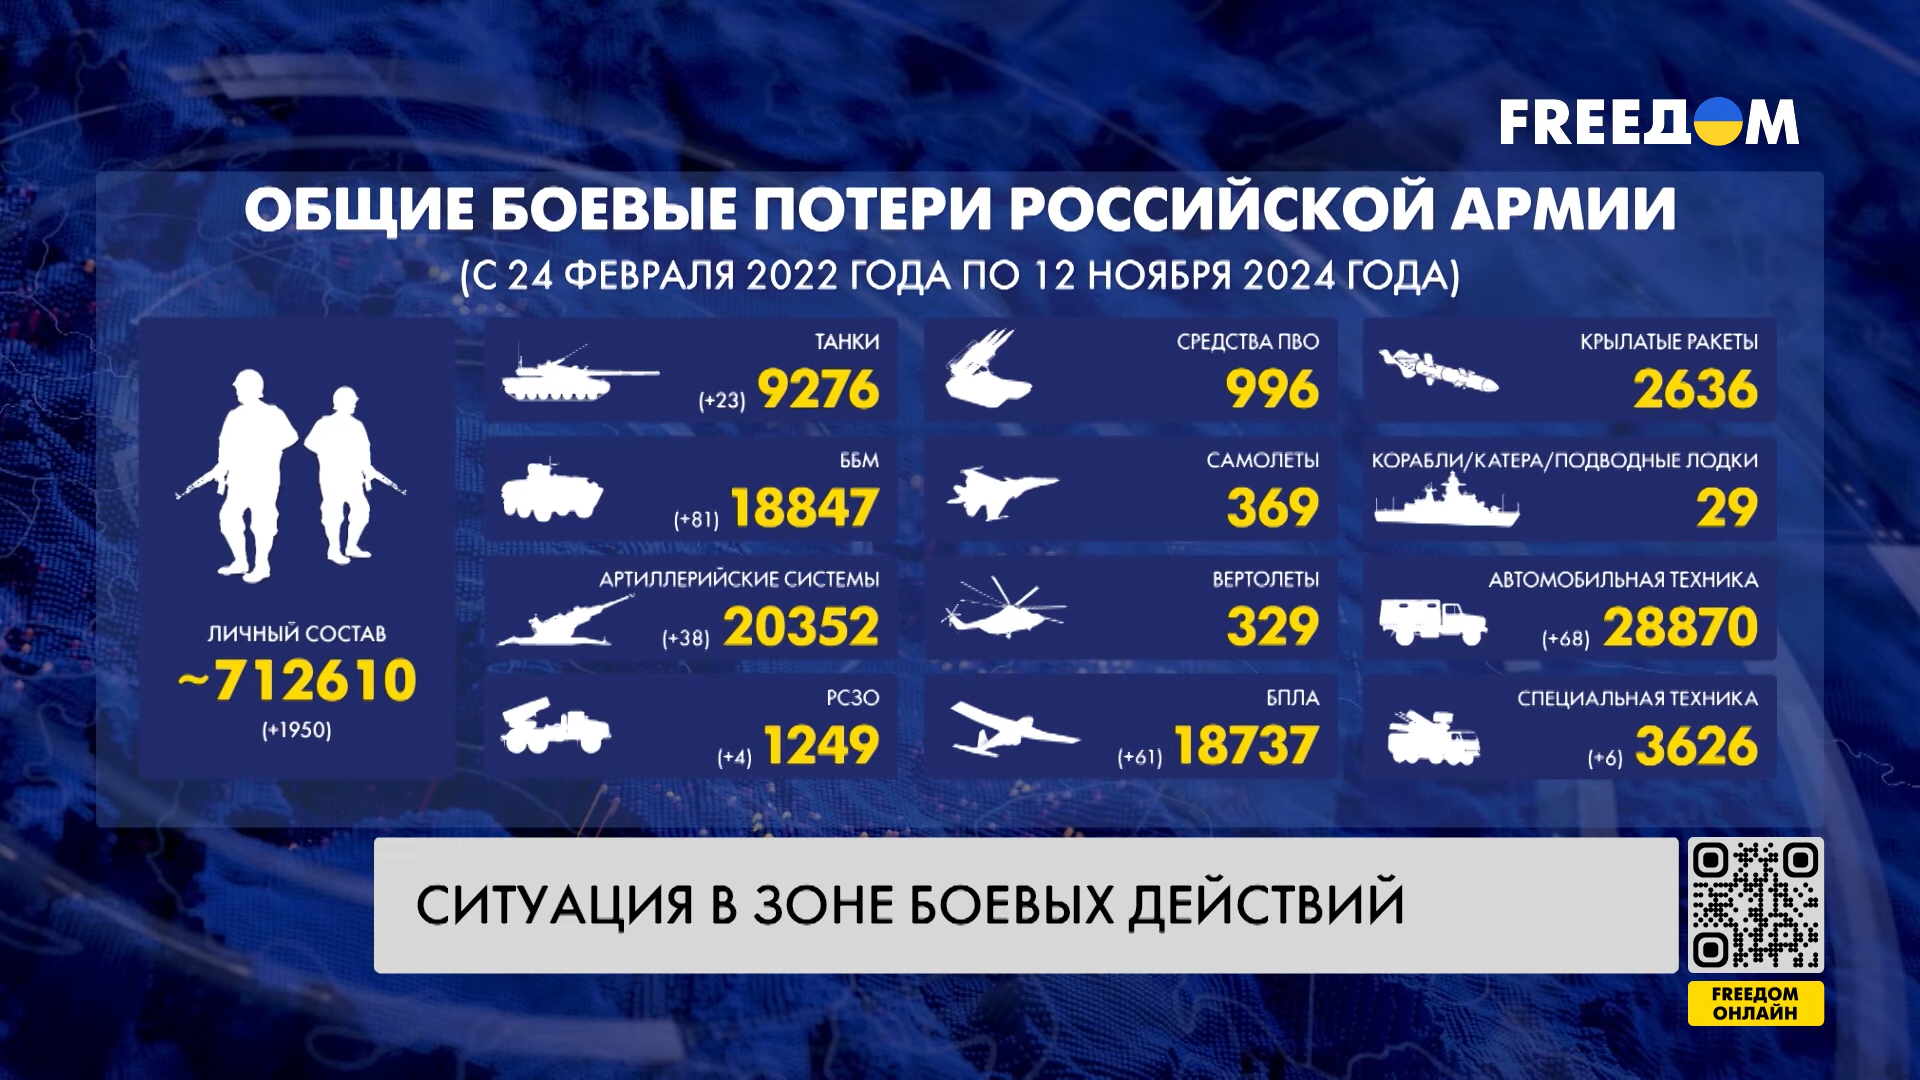 FREEДOM
ОБЩИЕ БОЕВЫЕ ПОТЕРИ РОССИЙСКОЙ АРМИИ
(С 24 ФЕВРАЛЯ 2022 ГОДА ПО 12 НОЯБРЯ 2024 ГОДА)
ЛИЧНЫЙ СОСТАВ
~712610
(+1950)
ТАНКИ
(+23) 9276
ББМ
(+81) 18847
АРТИЛЛЕРИЙСКИЕ СИСТЕМЫ
(+38) 20352
РСЗО
(+4) 1249
СРЕДСТВА ПВО
996
САМОЛЕТЫ
369
ВЕРТОЛЕТЫ
329
БПЛА
(+61) 18737
КРЫЛАТЫЕ РАКЕТЫ
2636
КОРАБЛИ/КАТЕРА/ПОДВОДНЫЕ ЛОДКИ
29
АВТОМОБИЛЬНАЯ ТЕХНИКА
(+68) 28870
СПЕЦИАЛЬНАЯ ТЕХНИКА
(+6) 3626
СИТУАЦИЯ В ЗОНЕ БОЕВЫХ ДЕЙСТВИЙ
FREEДOM
ОНЛАЙН